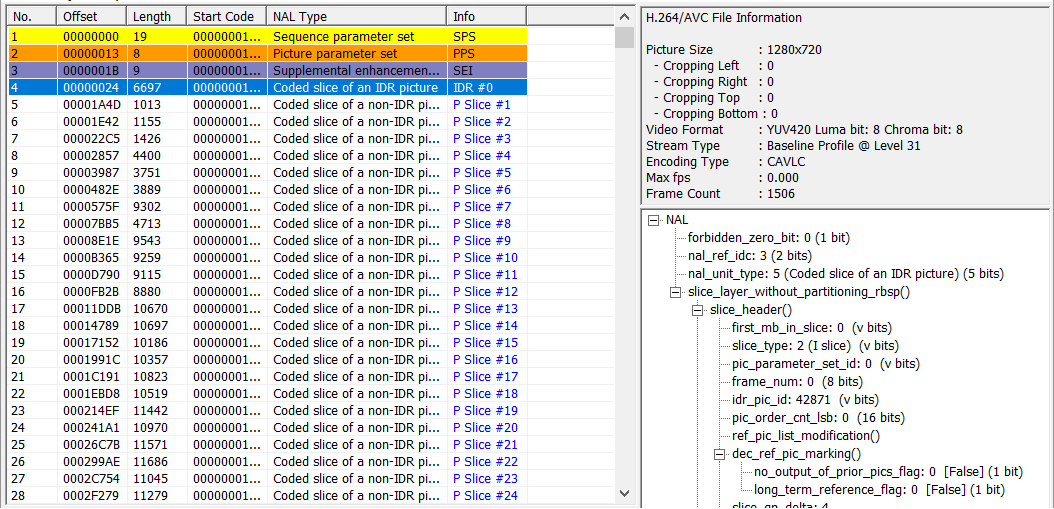 No. Offset Length Start Code NAL Type Info
1 00000000 19 00000001... Sequence parameter set SPS
2 00000013 8 00000001... Picture parameter set PPS
3 0000001B 9 00000001... Supplemental enhancemen... SEI
4 00000024 6697 00000001... Coded slice of an IDR picture IDR #0
5 00001A4D 1013 00000001... Coded slice of a non-IDR pi... P Slice #1
6 00001E42 1155 00000001... Coded slice of a non-IDR pi... P Slice #2
7 000022C5 1426 00000001... Coded slice of a non-IDR pi... P Slice #3
8 00002857 4400 00000001... Coded slice of a non-IDR pi... P Slice #4
9 00003987 3751 00000001... Coded slice of a non-IDR pi... P Slice #5
10 0000482E 3889 00000001... Coded slice of a non-IDR pi... P Slice #6
11 0000575F 9302 00000001... Coded slice of a non-IDR pi... P Slice #7
12 00007BB5 4713 00000001... Coded slice of a non-IDR pi... P Slice #8
13 00008E1E 9543 00000001... Coded slice of a non-IDR pi... P Slice #9
14 0000B365 9259 00000001... Coded slice of a non-IDR pi... P Slice #10
15 0000D790 9115 00000001... Coded slice of a non-IDR pi... P Slice #11
16 0000FB2B 8880 00000001... Coded slice of a non-IDR pi... P Slice #12
17 00011DDB 10670 00000001... Coded slice of a non-IDR pi... P Slice #13
18 00014789 10697 00000001... Coded slice of a non-IDR pi... P Slice #14
19 00017152 10186 00000001... Coded slice of a non-IDR pi... P Slice #15
20 0001991C 10357 00000001... Coded slice of a non-IDR pi... P Slice #16
21 0001C191 10823 00000001... Coded slice of a non-IDR pi... P Slice #17
22 0001EBD8 10519 00000001... Coded slice of a non-IDR pi... P Slice #18
23 000214EF 11442 00000001... Coded slice of a non-IDR pi... P Slice #19
24 000241A1 10970 00000001... Coded slice of a non-IDR pi... P Slice #20
25 00026C7B 11571 00000001... Coded slice of a non-IDR pi... P Slice #21
26 000299AE 11686 00000001... Coded slice of a non-IDR pi... P Slice #22
27 0002C754 11045 00000001... Coded slice of a non-IDR pi... P Slice #23
28 0002F279 11279 00000001... Coded slice of a non-IDR pi... P Slice #24
H.264/AVC File Information
Picture Size : 1280x720
- Cropping Left : 0
- Cropping Right : 0
- Cropping Top : 0
- Cropping Bottom : 0
Video Format : YUV420 Luma bit: 8 Chroma bit: 8
Stream Type : Baseline Profile @ Level 31
Encoding Type : CAVLC
Max fps : 0.000
Frame Count : 1506
NAL
forbidden_zero_bit: 0 (1 bit)
nal_ref_idc: 3 (2 bits)
nal_unit_type: 5 (Coded slice of an IDR picture) (5 bits)
slice_layer_without_partitioning_rbsp()
slice_header()
first_mb_in_slice: 0 (v bits)
slice_type: 2 (I slice) (v bits)
pic_parameter_set_id: 0 (v bits)
frame_num: 0 (8 bits)
idr_pic_id: 42871 (v bits)
pic_order_cnt_lsb: 0 (16 bits)
ref_pic_list_modification()
dec_ref_pic_marking()
no_output_of_prior_pics_flag: 0 [False] (1 bit)
long_term_reference_flag: 0 [False] (1 bit)
slice_qp_delta: 4